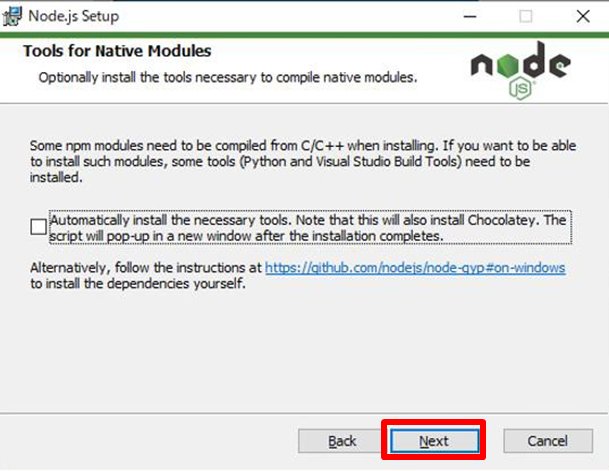 Node.js Setup
Tools for Native Modules
Optionally install the tools necessary to compile native modules.
node
JS
Some npm modules need to be compiled from C/C++ when installing. If you want to be able
to install such modules, some tools (Python and Visual Studio Build Tools) need to be
installed.
Automatically install the necessary tools. Note that this will also install Chocolatey. The
script will pop-up in a new window after the installation completes.
Alternatively, follow the instructions at https://github.com/nodejs/node-gyp#on-windows
to install the dependencies yourself.
Back Next Cancel